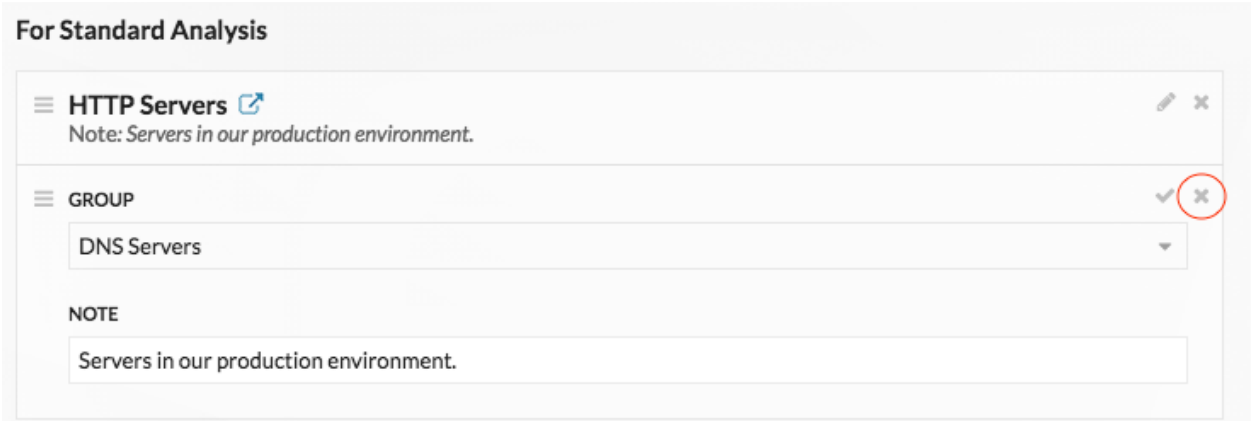 For Standard Analysis
HTTP Servers
Note: Servers in our production environment.
GROUP
DNS Servers
NOTE
Servers in our production environment.